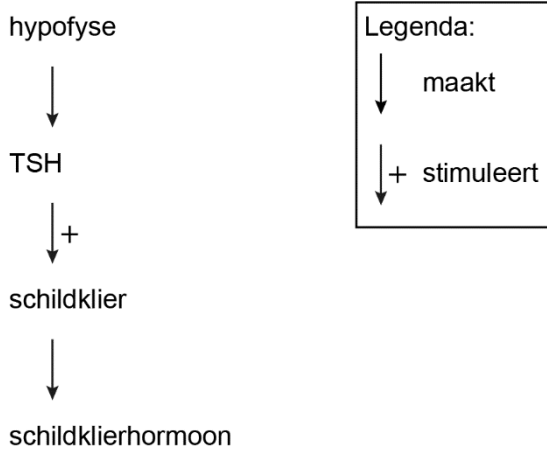 hypofyse
TSH
+
schildklier
schildklierhormoon
Legenda:
maakt
+ stimuleert